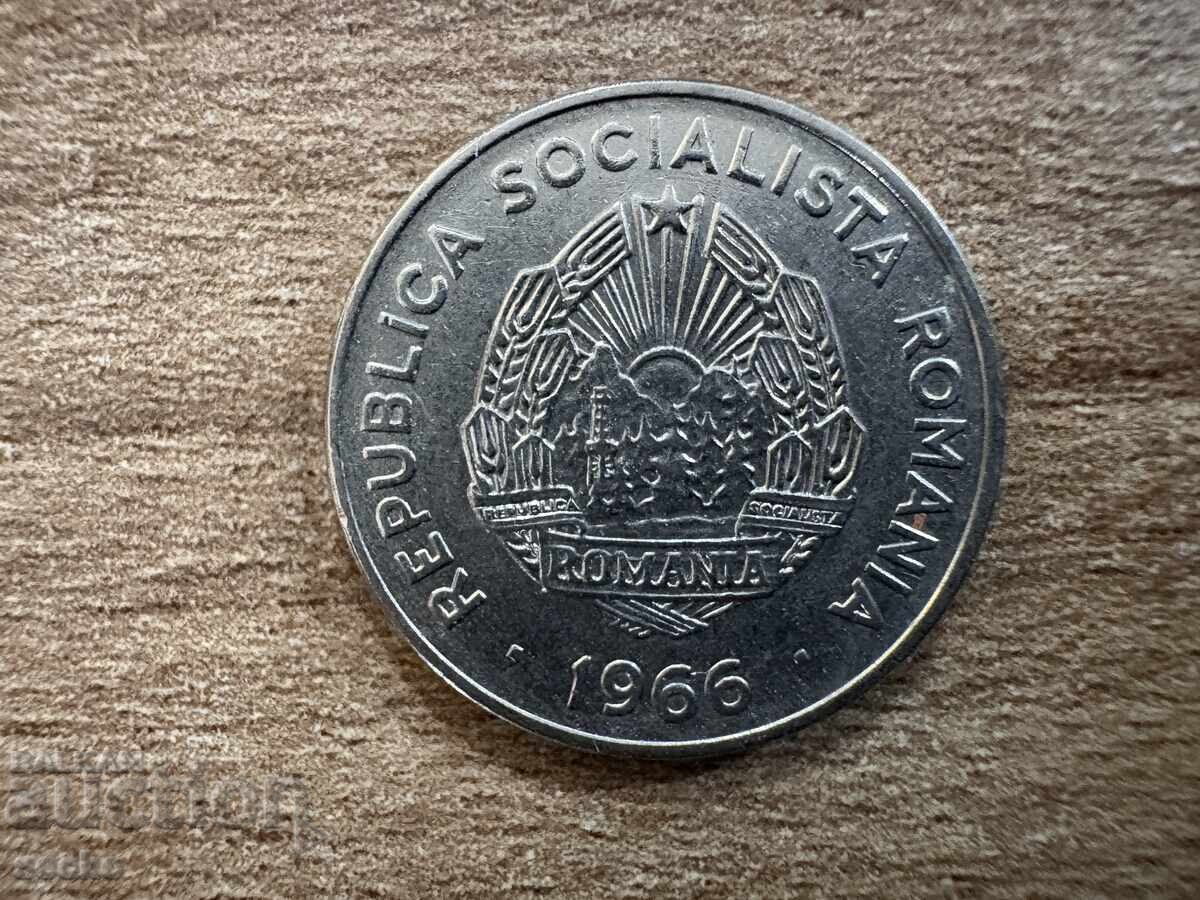 REPUBLICA SOCIALISTA ROMANIA
REPUBLICA SOCIALISTA
ROMANIA
· 1966 ·
BALKAN
auction